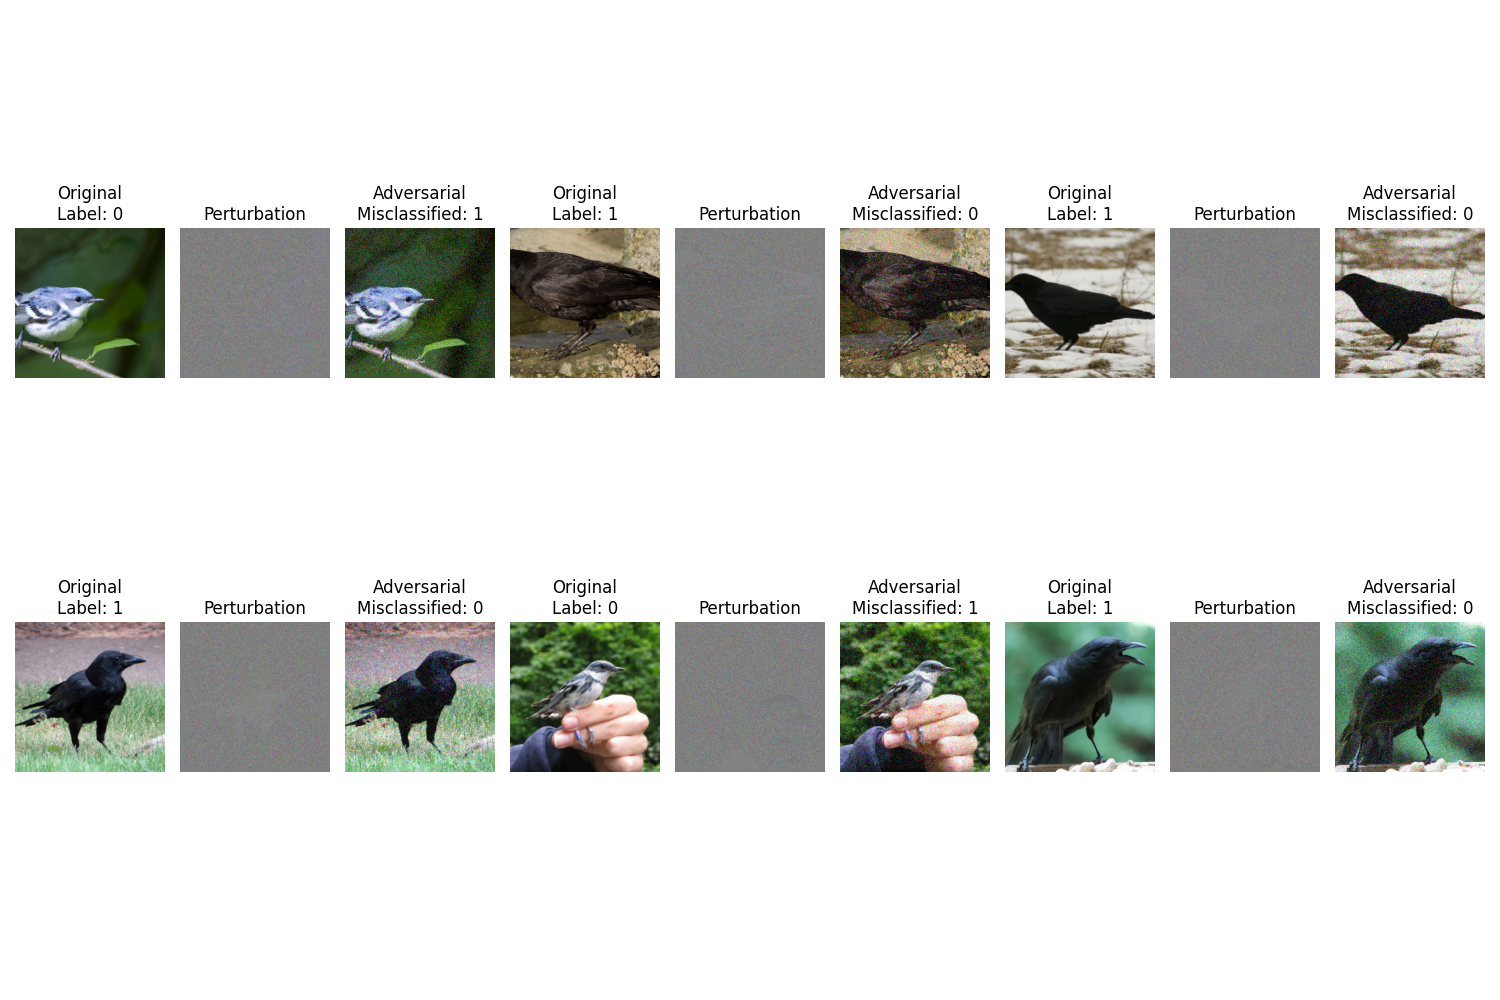 Original
Label: 0
Perturbation
Adversarial
Misclassified: 1
Original
Label: 1
Perturbation
Adversarial
Misclassified: 0
Original
Label: 1
Perturbation
Adversarial
Misclassified: 0
Original
Label: 1
Perturbation
Adversarial
Misclassified: 0
Original
Label: 0
Perturbation
Adversarial
Misclassified: 1
Original
Label: 1
Perturbation
Adversarial
Misclassified: 0